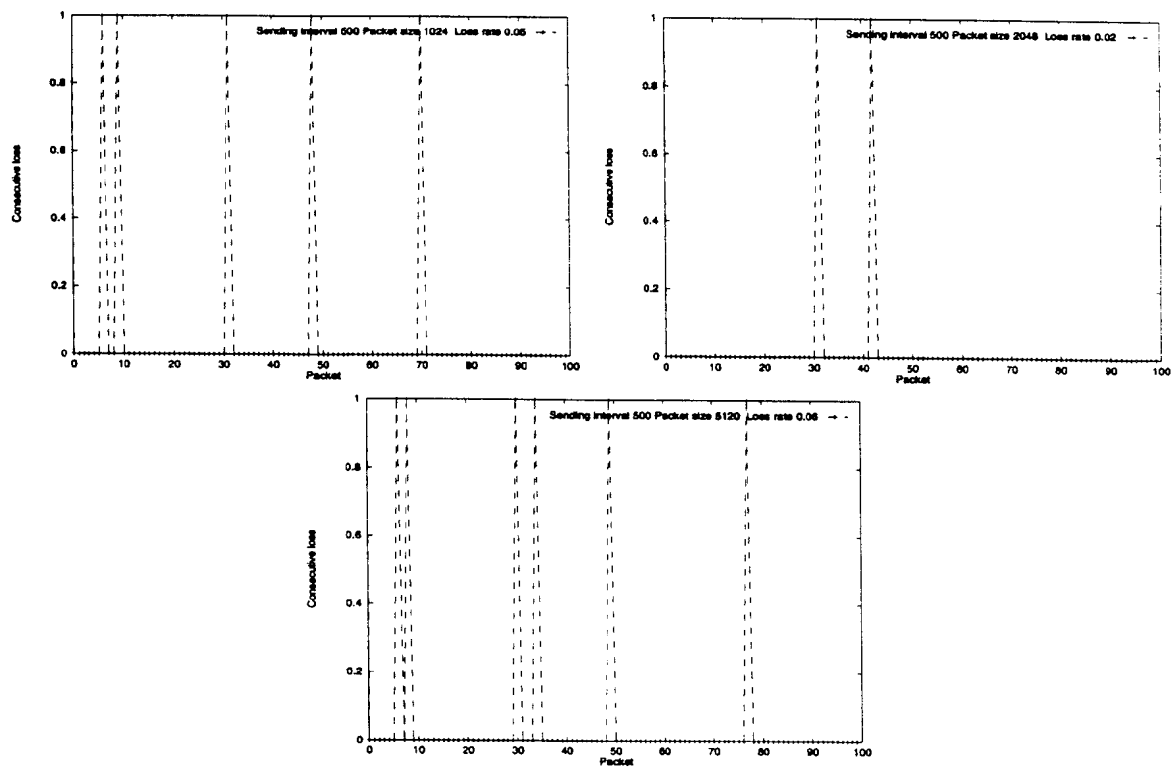 1
Sending interval 500 Packet size 1024 Loss rate 0.05
0.8
0.6
Consecutive loss
0.4
0.2
0
0 10 20 30 40 50 60 70 80 90 100
Packet
1
Sending interval 500 Packet size 2048 Loss rate 0.02
0.8
0.6
Consecutive loss
0.4
0.2
0
0 10 20 30 40 50 60 70 80 90 100
Packet
1
Sending interval 500 Packet size 5120 Loss rate 0.06
0.8
0.6
Consecutive loss
0.4
0.2
0
0 10 20 30 40 50 60 70 80 90 100
Packet